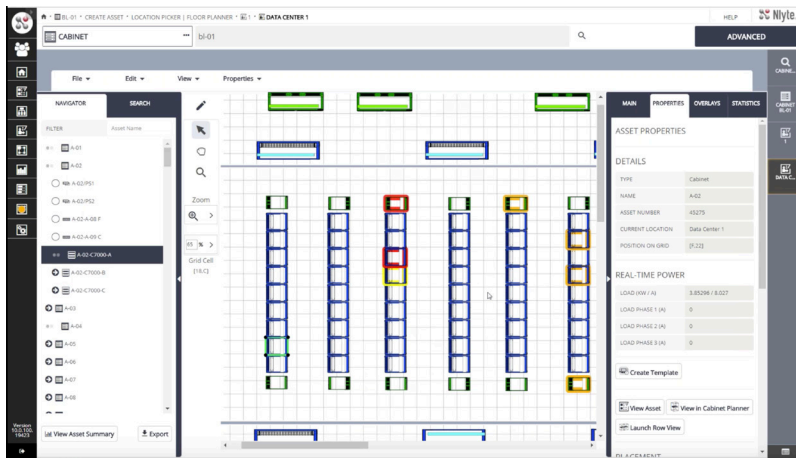 BL-01 • CREATE ASSET • LOCATION PICKER | FLOOR PLANNER • 1 • DATA CENTER 1
HELP
Nlyte
CABINET
bl-01
ADVANCED
File
Edit
View
Properties
NAVIGATOR
SEARCH
FILTER
Asset Name
A-01
A-02
A-02/PS1
A-02/PS2
A-02-A-08 F
A-02-A-09 C
A-02-C7000-A
A-02-C7000-B
A-02-C7000-C
A-03
A-04
A-05
A-06
A-07
A-08
View Asset Summary
Export
Version
10.0.100.
19423
Zoom
85 %
Grid Cell
[18,C]
MAIN
PROPERTIES
OVERLAYS
STATISTICS
ASSET PROPERTIES
DETAILS
TYPE
Cabinet
NAME
A-02
ASSET NUMBER
45275
CURRENT LOCATION
Data Center 1
POSITION ON GRID
[F,22]
REAL-TIME POWER
LOAD (KW / A)
3.85296 / 8.027
LOAD PHASE 1 (A)
0
LOAD PHASE 2 (A)
0
LOAD PHASE 3 (A)
0
Create Template
View Asset
View in Cabinet Planner
Launch Row View
PLACEMENT
CABINE...
CABINET
BL-01
1
DATA C...